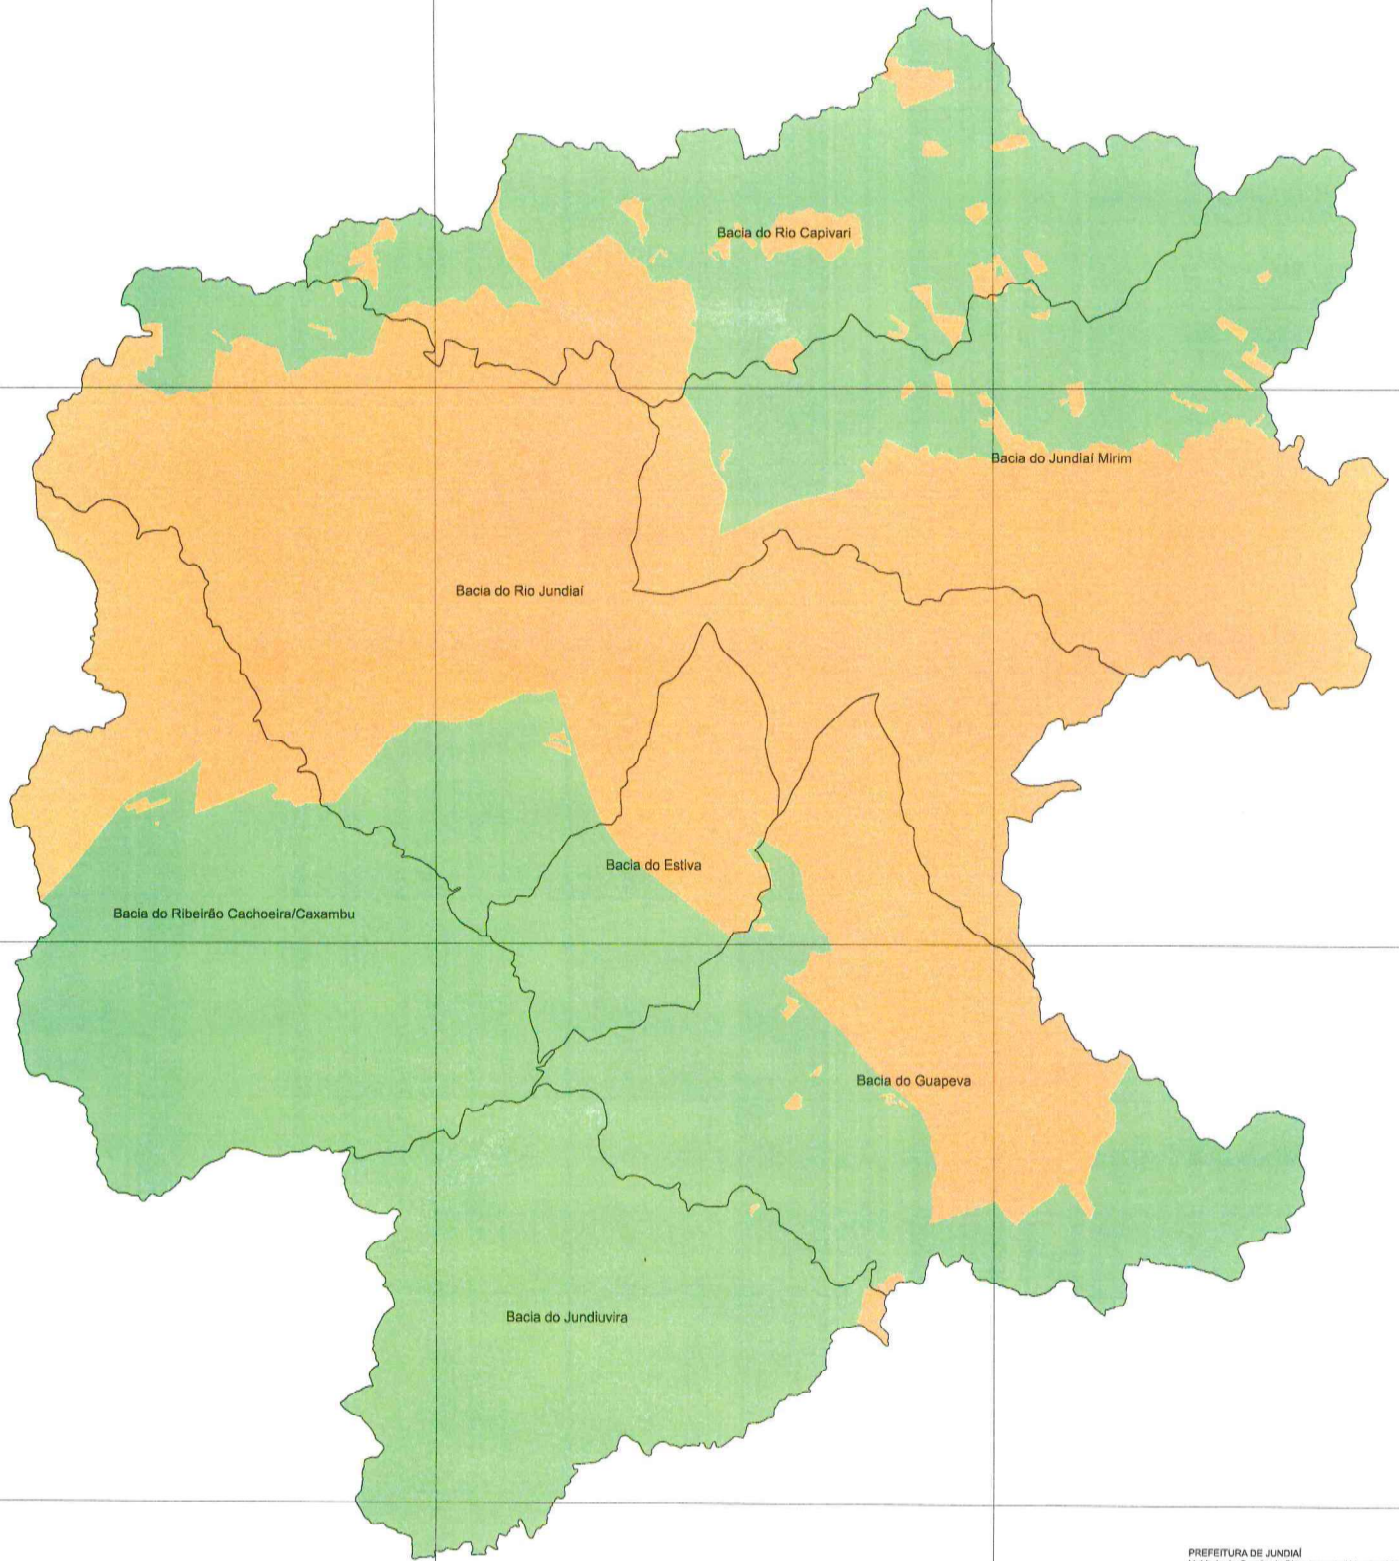 Bacia do Rio Capivari
Bacia do Jundiaí Mirim
Bacia do Rio Jundiaí
Bacia do Estiva
Bacia do Ribeirão Cachoeira/Caxambu
Bacia do Guapeva
Bacia do Jundiuvira
PREFEITURA DE JUNDIAÍ